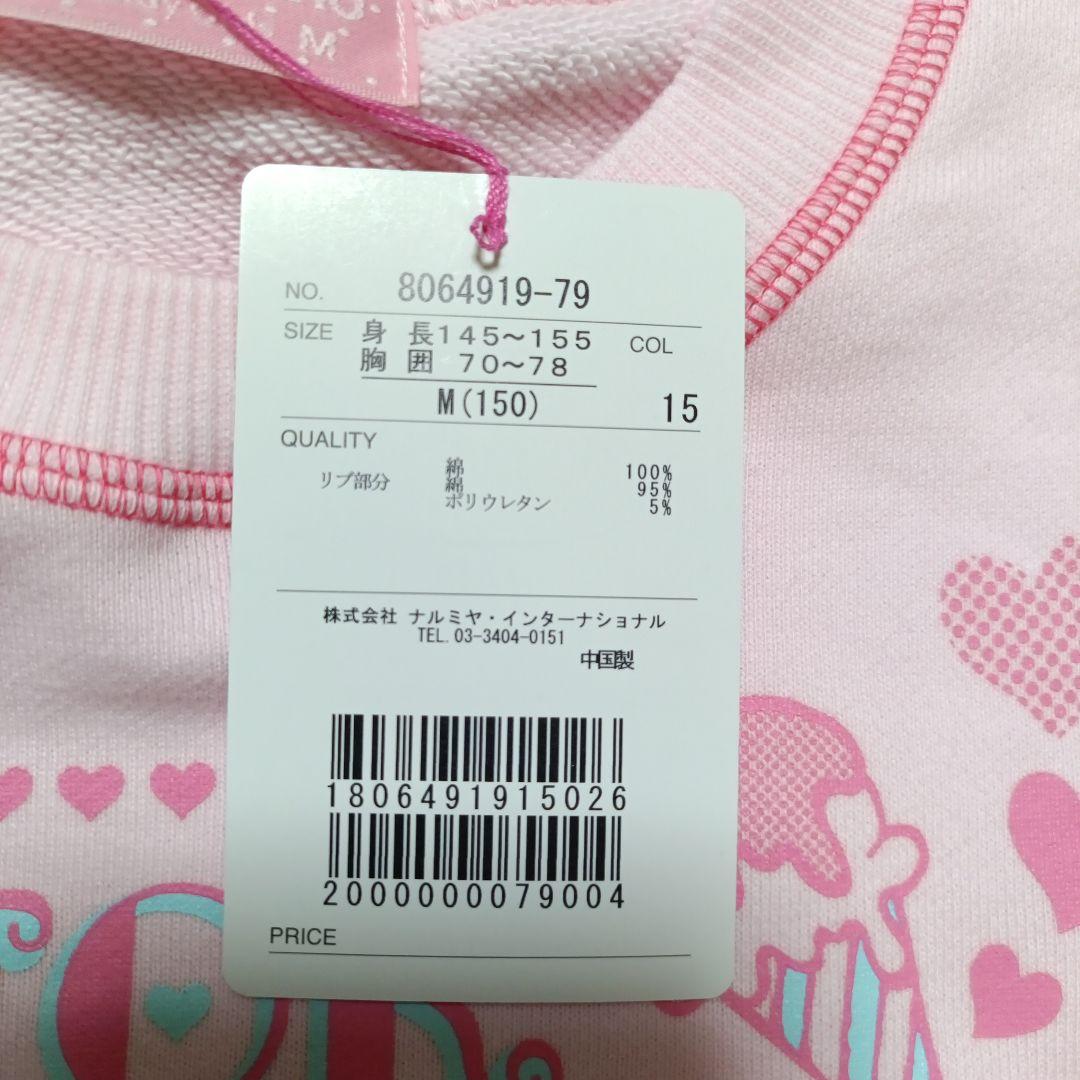 M
NO. 8064919-79
SIZE 身 長145～155 COL
胸 囲 70～78
M(150) 15
QUALITY
綿 100%
リブ部分 綿 95%
ポリウレタン 5%
株式会社 ナルミヤ・インターナショナル
TEL. 03-3404-0151
中国製
1806491915026
2000000079004
PRICE